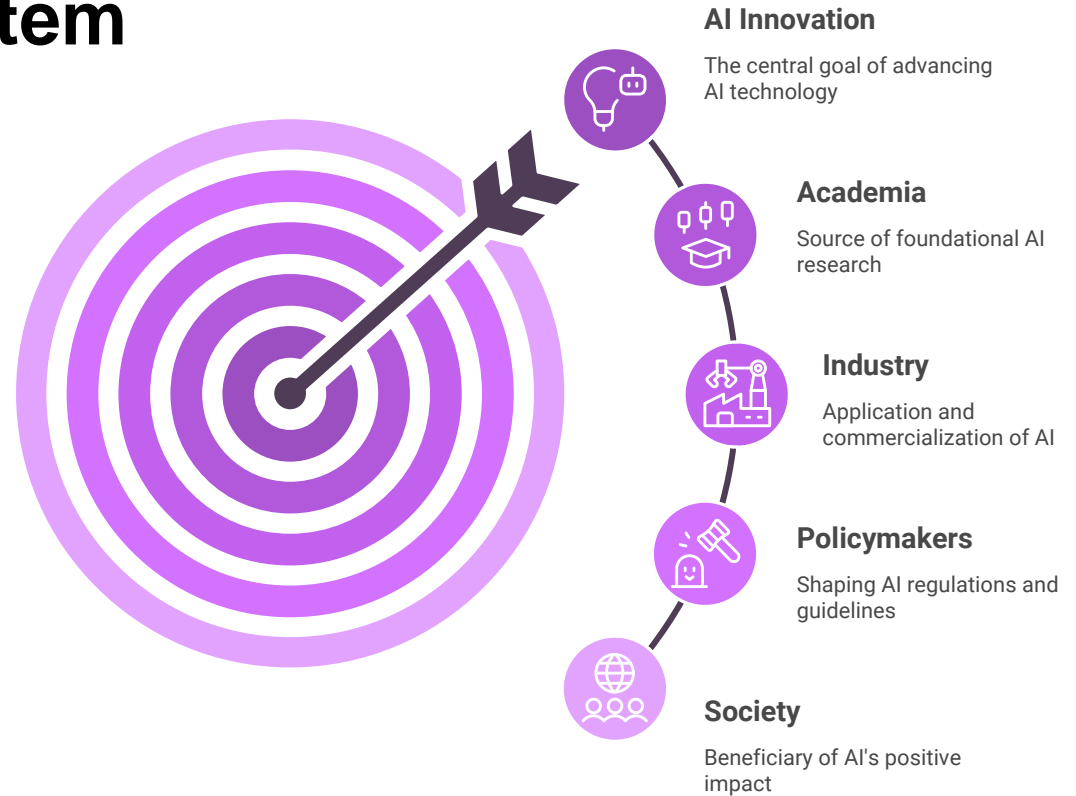 tem
AI Innovation
The central goal of advancing
AI technology
Academia
Source of foundational AI
research
Industry
Application and
commercialization of AI
Policymakers
Shaping AI regulations and
guidelines
Society
Beneficiary of AI's positive
impact